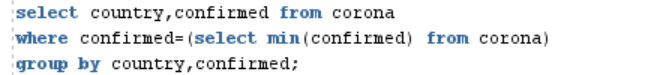 select country,confirmed from corona
where confirmed=(select min(confirmed) from corona)
group by country,confirmed;